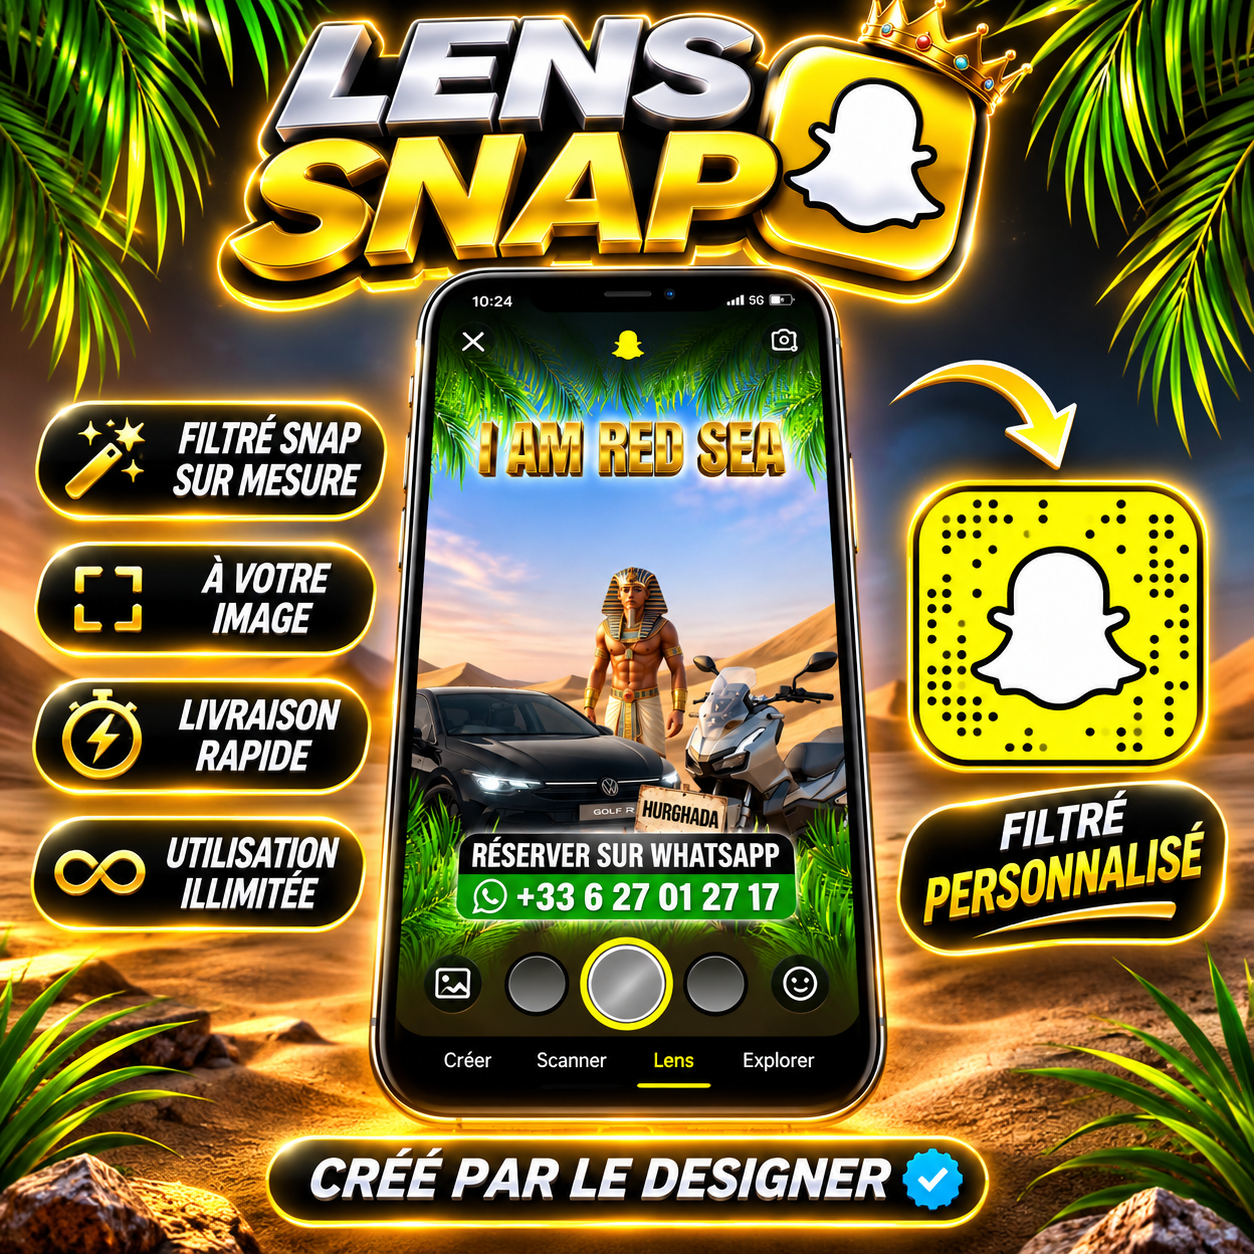 LENS
SNAP
10:24
5G
I AM RED SEA
FILTRÉ SNAP
SUR MESURE
À VOTRE
IMAGE
LIVRAISON
RAPIDE
UTILISATION
ILLIMITÉE
GOLF R
HURGHADA
RÉSERVER SUR WHATSAPP
+33 6 27 01 27 17
FILTRÉ
PERSONNALISÉ
Créer Scanner Lens Explorer
CRÉÉ PAR LE DESIGNER